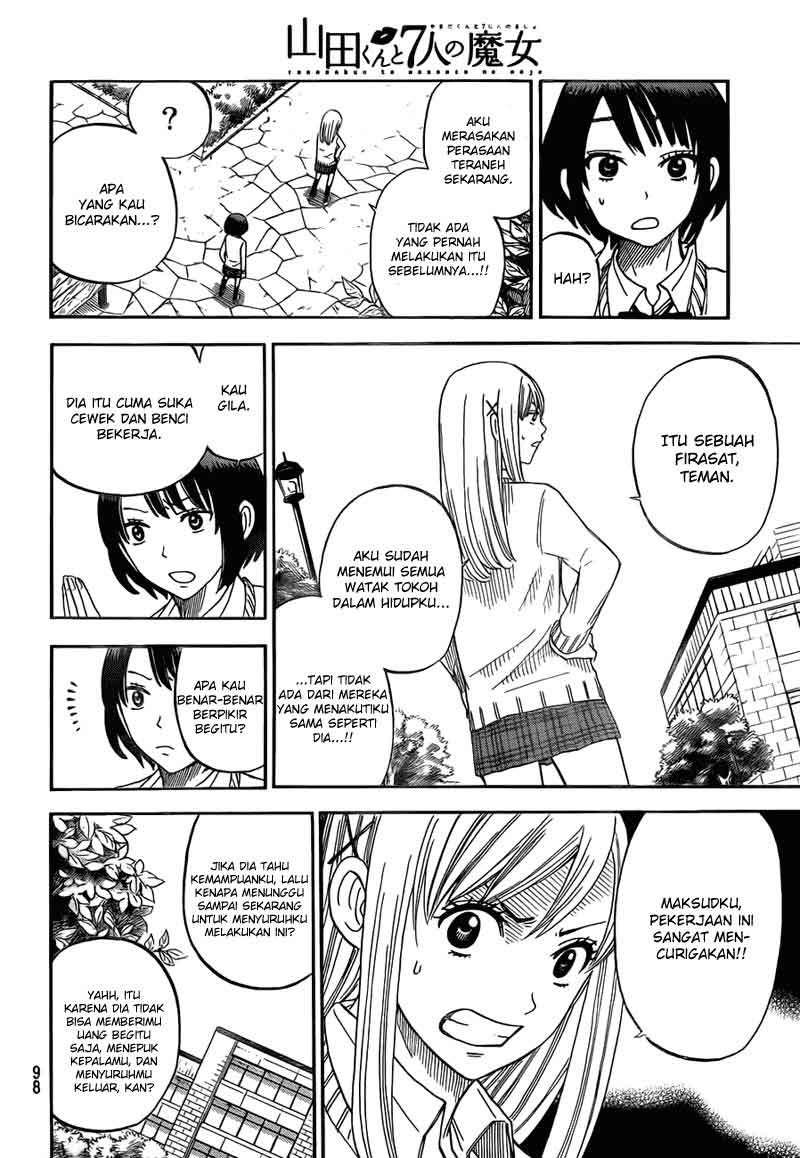 山田くんと7人の魔女
HAH?
AKU
MERASAKAN
PERASAAN
TERANEH
SEKARANG.
TIDAK ADA
YANG PERNAH
MELAKUKAN ITU
SEBELUMNYA...!!
?
APA
YANG KAU
BICARAKAN...?
ITU SEBUAH
FIRASAT,
TEMAN.
AKU SUDAH
MENEMUI SEMUA
WATAK TOKOH
DALAM HIDUPKU...
...TAPI TIDAK
ADA DARI MEREKA
YANG MENAKUTIKU
SAMA SEPERTI
DIA...!!
KAU
GILA.
DIA ITU CUMA SUKA
CEWEK DAN BENCI
BEKERJA.
APA KAU
BENAR-BENAR
BERPIKIR
BEGITU?
MAKSUDKU,
PEKERJAAN INI
SANGAT MEN-
CURIGAKAN!!
JIKA DIA TAHU
KEMAMPUANKU, LALU
KENAPA MENUNGGU
SAMPAI SEKARANG
UNTUK MENYURUHKU
MELAKUKAN INI?
YAHH, ITU
KARENA DIA TIDAK
BISA MEMBERIMU
UANG BEGITU
SAJA, MENEPUK
KEPALAMU, DAN
MENYURUHMU
KELUAR, KAN?
98